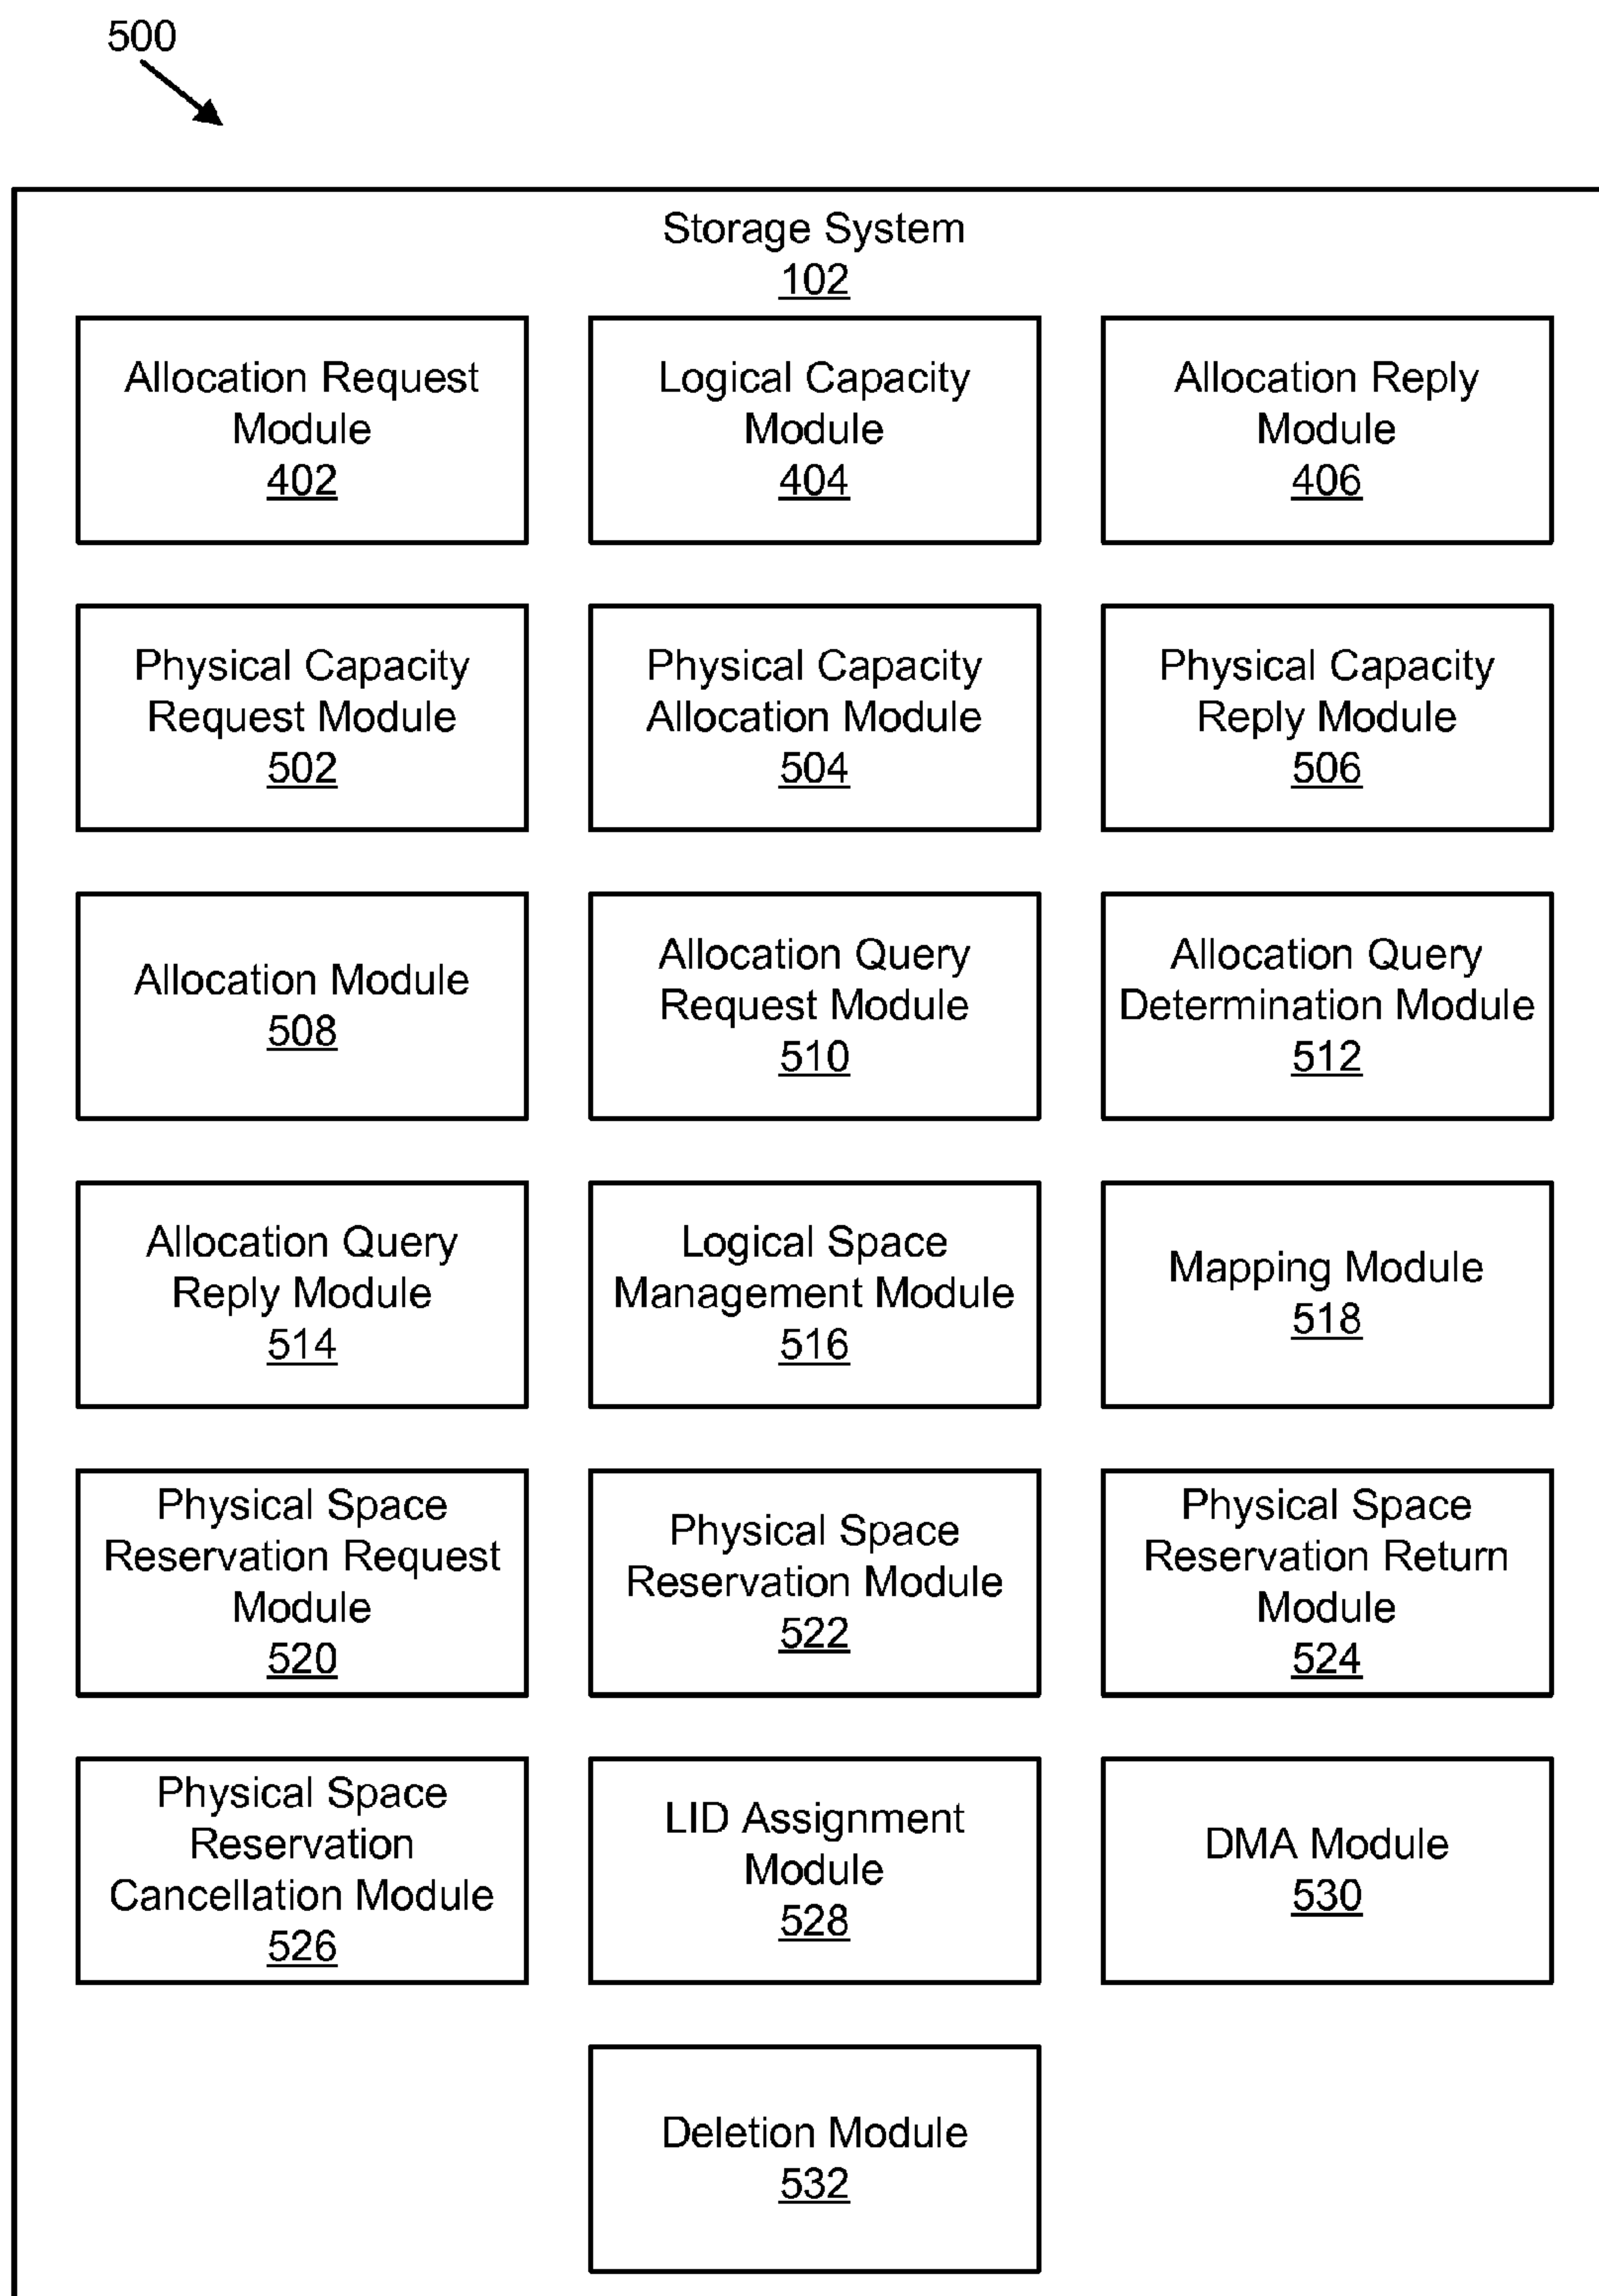 500
Storage System
102
Allocation Request
Module
402
Logical Capacity
Module
404
Allocation Reply
Module
406
Physical Capacity
Request Module
502
Physical Capacity
Allocation Module
504
Physical Capacity
Reply Module
506
Allocation Module
508
Allocation Query
Request Module
510
Allocation Query
Determination Module
512
Allocation Query
Reply Module
514
Logical Space
Management Module
516
Mapping Module
518
Physical Space
Reservation Request
Module
520
Physical Space
Reservation Module
522
Physical Space
Reservation Return
Module
524
Physical Space
Reservation
Cancellation Module
526
LID Assignment
Module
528
DMA Module
530
Deletion Module
532